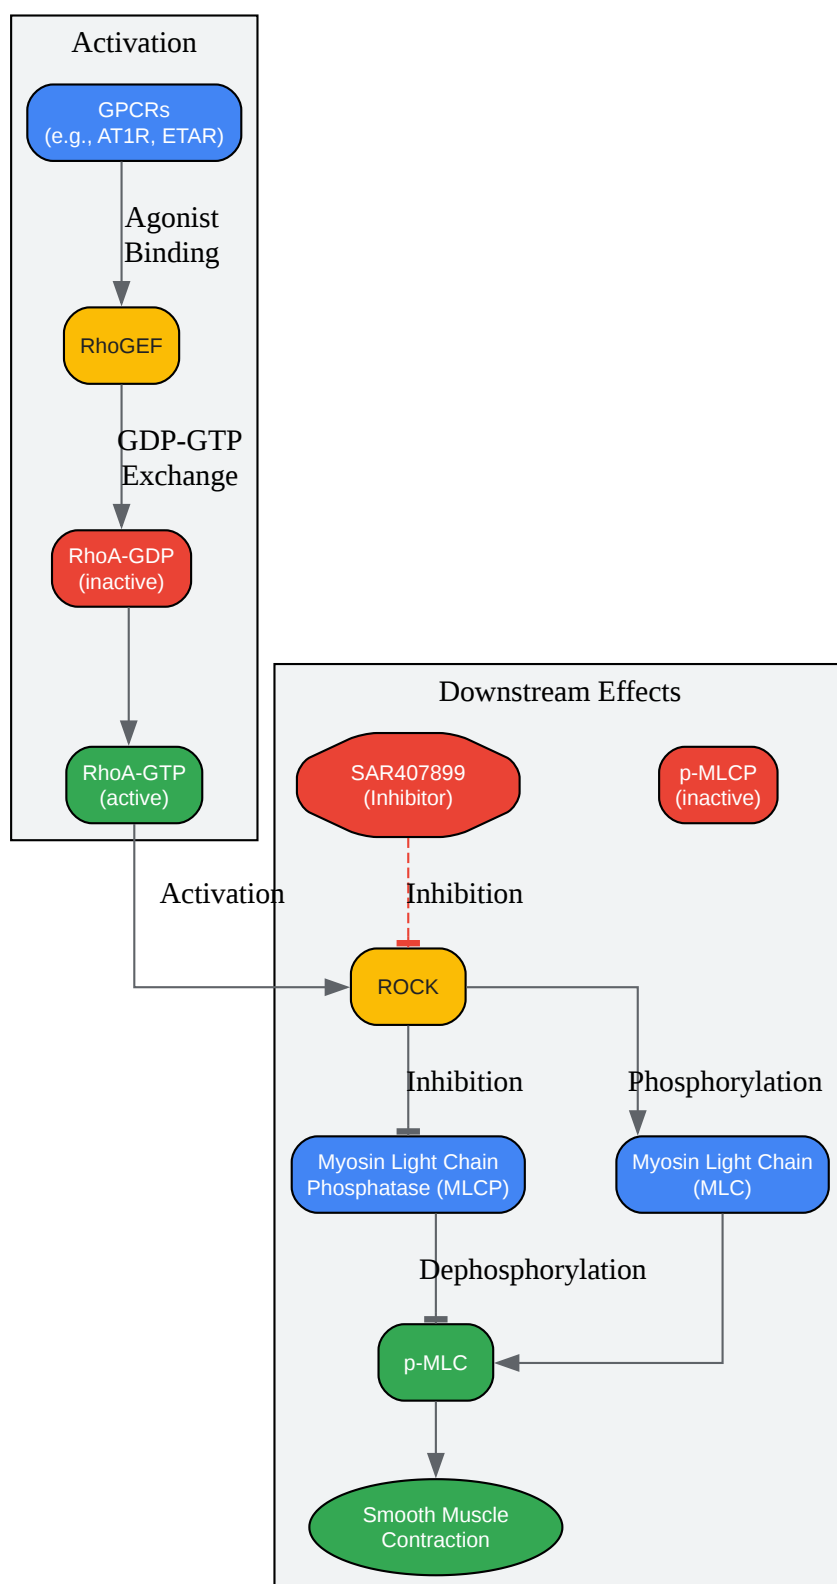 Activation
GPCRs
(e.g., AT1R, ETAR)
Agonist
Binding
RhoGEF
GDP-GTP
Exchange
RhoA-GDP
(inactive)
RhoA-GTP
(active)
Downstream Effects
SAR407899
(Inhibitor)
p-MLCP
(inactive)
Activation
Inhibition
ROCK
Inhibition
Phosphorylation
Myosin Light Chain
Phosphatase (MLCP)
Myosin Light Chain
(MLC)
Dephosphorylation
p-MLC
Smooth Muscle
Contraction